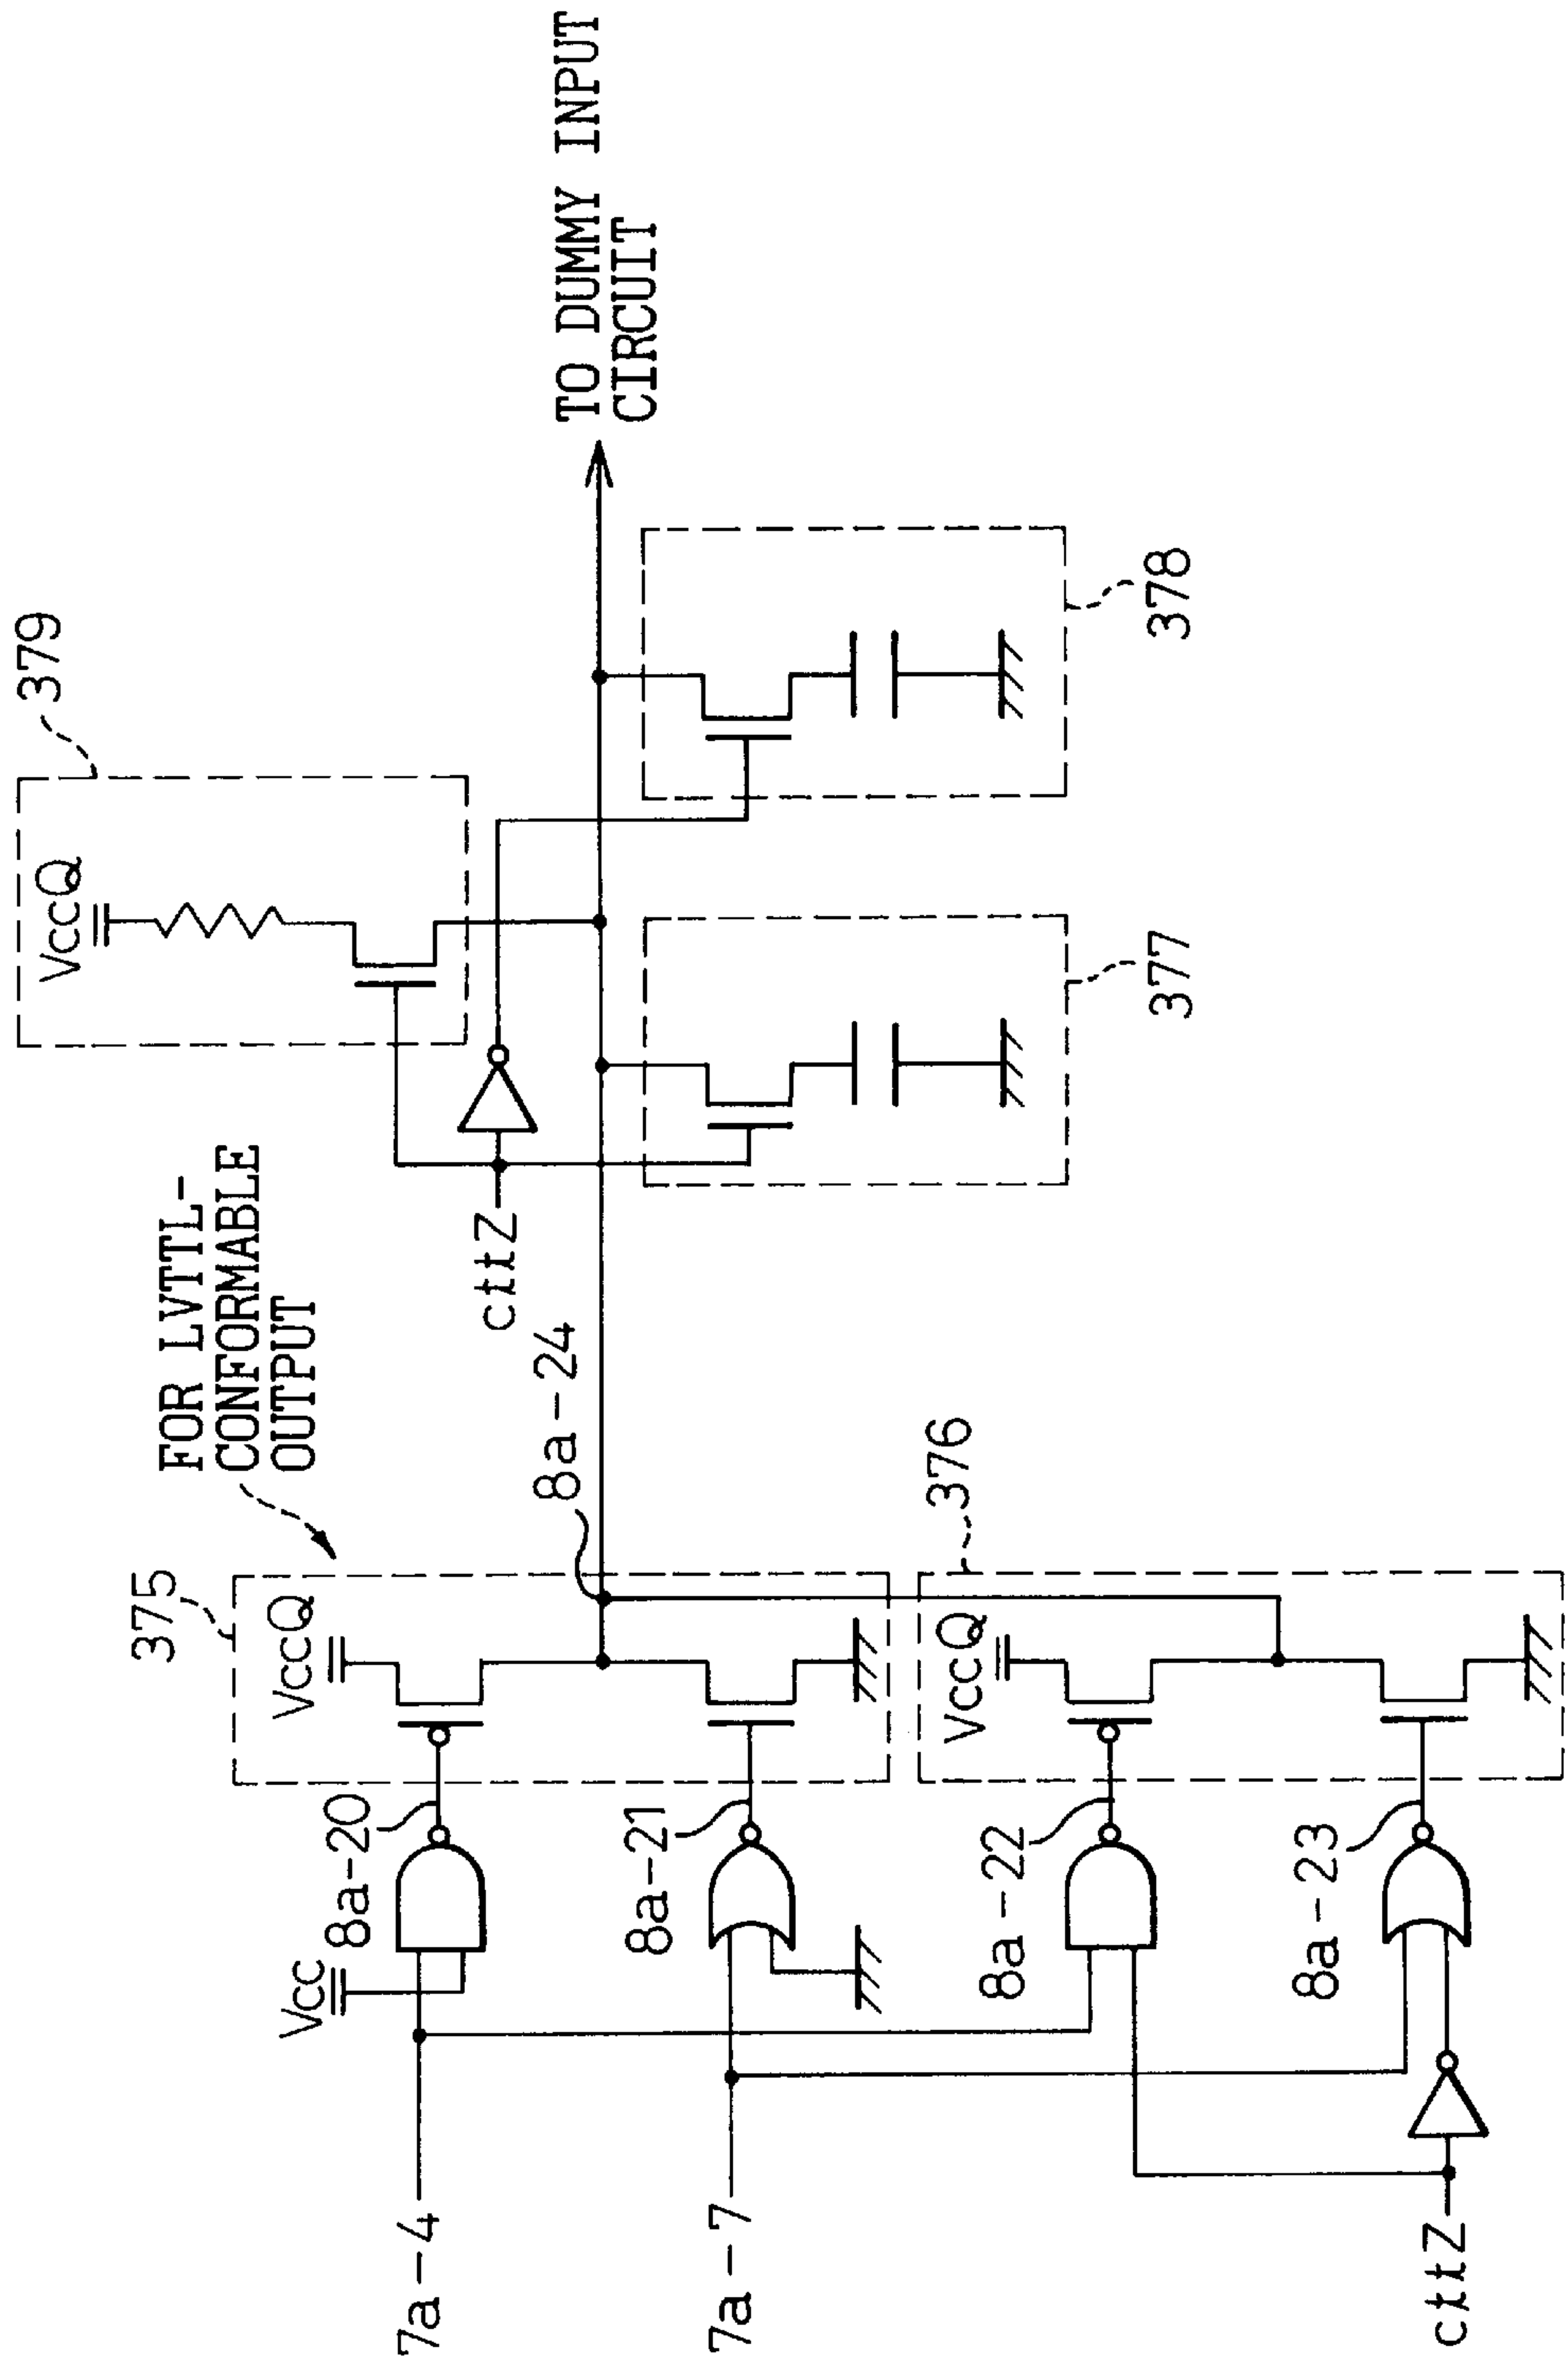 375
FOR LVTTL-
CONFORMABLE
OUTPUT
379
VccQ
Vcc
8a-20
VccQ
7a-4
8a-24
cttZ
TO DUMMY INPUT
CIRCUIT
8a-21
7a-7
376
VccQ
8a-22
377
378
8a-23
cttZ